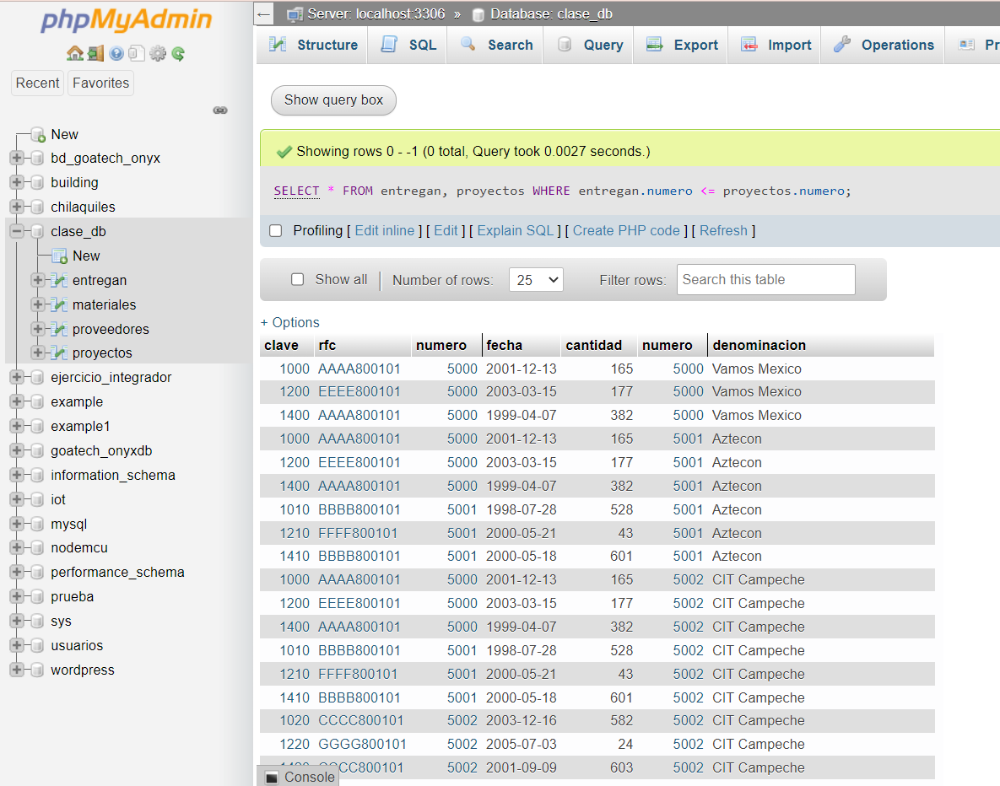 phpMyAdmin
Recent Favorites
New
bd_goatech_onyx
building
chilaquiles
clase_db
New
entregan
materiales
proveedores
proyectos
ejercicio_integrador
example
example1
goatech_onyxdb
information_schema
iot
mysql
nodemcu
performance_schema
prueba
sys
usuarios
wordpress
← Server: localhost:3306 » Database: clase_db
Structure SQL Search Query Export Import Operations
Show query box
Showing rows 0 - -1 (0 total, Query took 0.0027 seconds.)
SELECT * FROM entregan, proyectos WHERE entregan.numero <= proyectos.numero;
Profiling [ Edit inline ] [ Edit ] [ Explain SQL ] [ Create PHP code ] [ Refresh ]
Show all | Number of rows: 25 Filter rows: Search this table
+ Options
clave rfc numero fecha cantidad numero denominacion
1000 AAAA800101 5000 2001-12-13 165 5000 Vamos Mexico
1200 EEEE800101 5000 2003-03-15 177 5000 Vamos Mexico
1400 AAAA800101 5000 1999-04-07 382 5000 Vamos Mexico
1000 AAAA800101 5000 2001-12-13 165 5001 Aztecon
1200 EEEE800101 5000 2003-03-15 177 5001 Aztecon
1400 AAAA800101 5000 1999-04-07 382 5001 Aztecon
1010 BBBB800101 5001 1998-07-28 528 5001 Aztecon
1210 FFFF800101 5001 2000-05-21 43 5001 Aztecon
1410 BBBB800101 5001 2000-05-18 601 5001 Aztecon
1000 AAAA800101 5000 2001-12-13 165 5002 CIT Campeche
1200 EEEE800101 5000 2003-03-15 177 5002 CIT Campeche
1400 AAAA800101 5000 1999-04-07 382 5002 CIT Campeche
1010 BBBB800101 5001 1998-07-28 528 5002 CIT Campeche
1210 FFFF800101 5001 2000-05-21 43 5002 CIT Campeche
1410 BBBB800101 5001 2000-05-18 601 5002 CIT Campeche
1020 CCCC800101 5002 2003-12-16 582 5002 CIT Campeche
1220 GGGG800101 5002 2005-07-03 24 5002 CIT Campeche
5002 2001-09-09 603 5002 CIT Campeche
Console